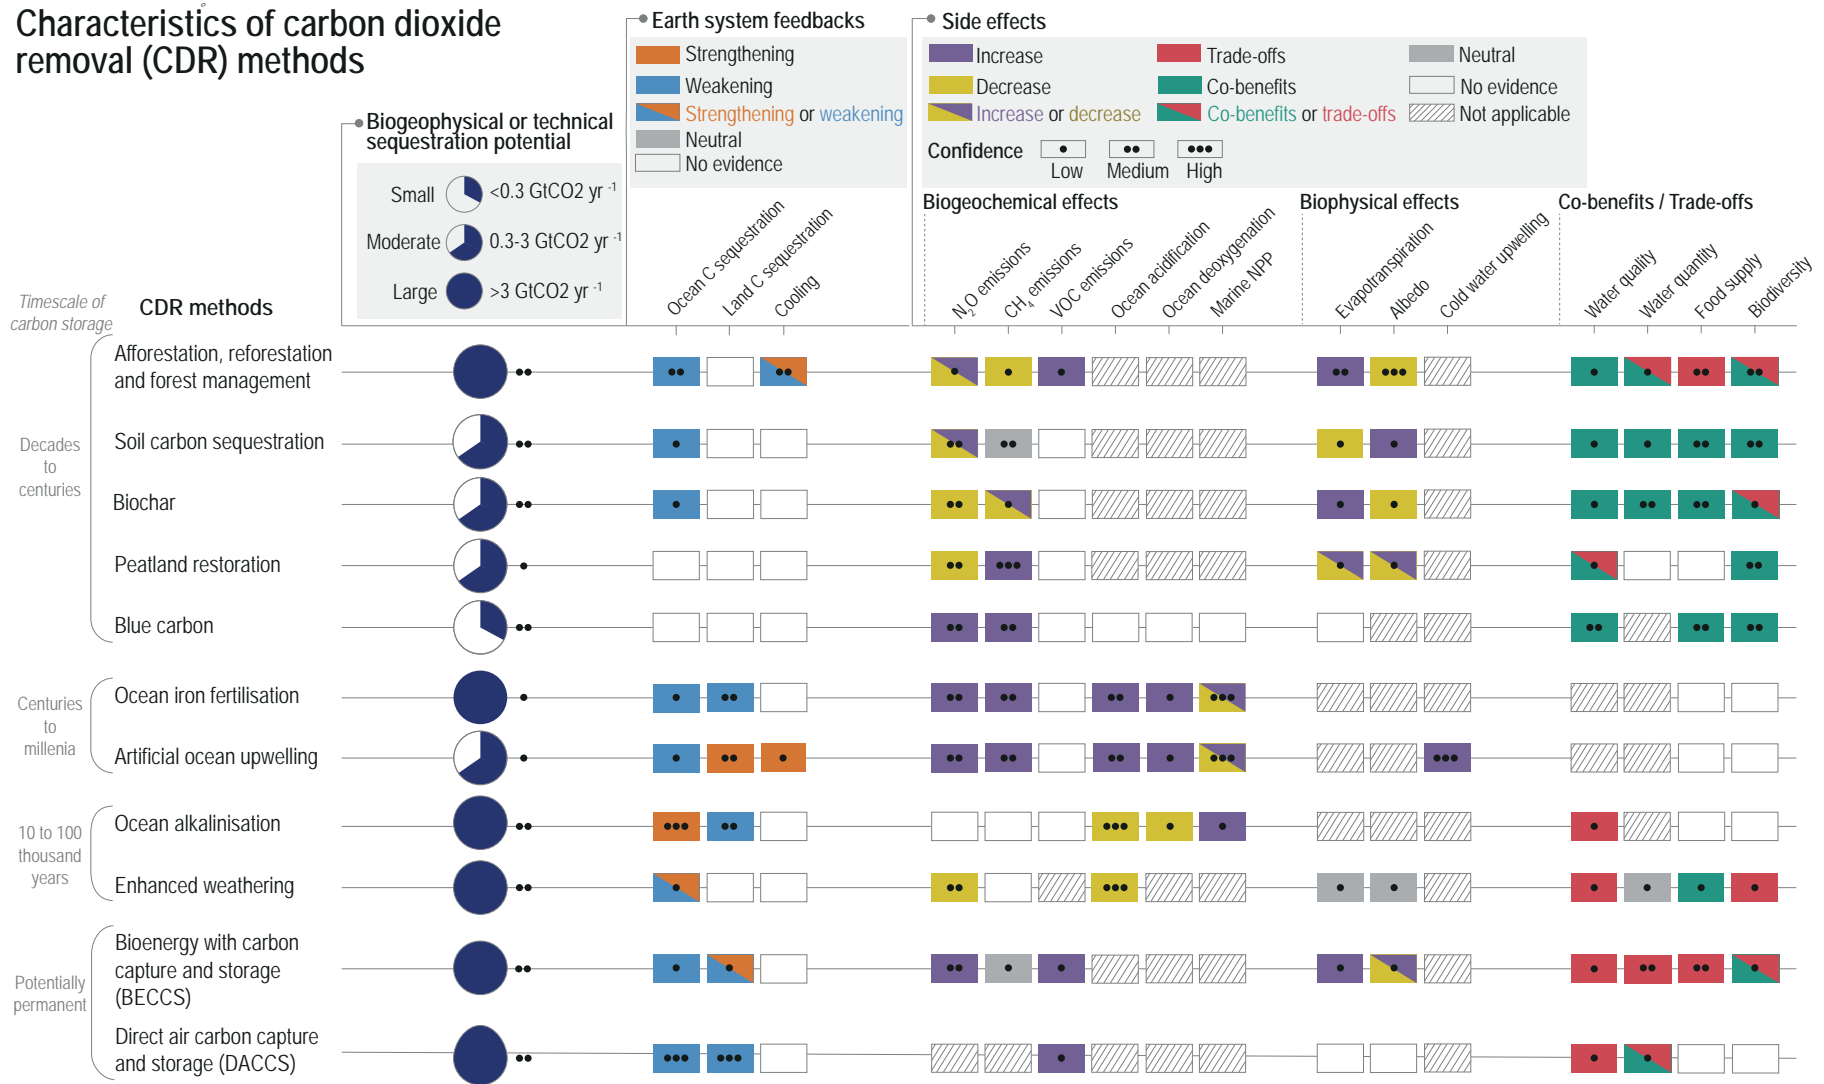 Characteristics of carbon dioxide
removal (CDR) methods
Biogeophysical or technical
sequestration potential
Small <0.3 GtCO2 yr -1
Moderate 0.3-3 GtCO2 yr -1
Large >3 GtCO2 yr -1
Earth system feedbacks
Strengthening
Weakening
Strengthening or weakening
Neutral
No evidence
Side effects
Increase
Decrease
Increase or decrease
Trade-offs
Co-benefits
Co-benefits or trade-offs
Neutral
No evidence
Not applicable
Confidence
Low
Medium
High
Biogeochemical effects
Biophysical effects
Co-benefits / Trade-offs
Ocean C sequestration
Land C sequestration
Cooling
N2O emissions
CH4 emissions
VOC emissions
Ocean acidification
Ocean deoxygenation
Marine NPP
Evapotranspiration
Albedo
Cold water upwelling
Water quality
Water quantity
Food supply
Biodiversity
Timescale of
carbon storage
CDR methods
Decades
to
centuries
Afforestation, reforestation
and forest management
Soil carbon sequestration
Biochar
Peatland restoration
Blue carbon
Centuries
to
millenia
Ocean iron fertilisation
Artificial ocean upwelling
10 to 100
thousand
years
Ocean alkalinisation
Enhanced weathering
Potentially
permanent
Bioenergy with carbon
capture and storage
(BECCS)
Direct air carbon capture
and storage (DACCS)